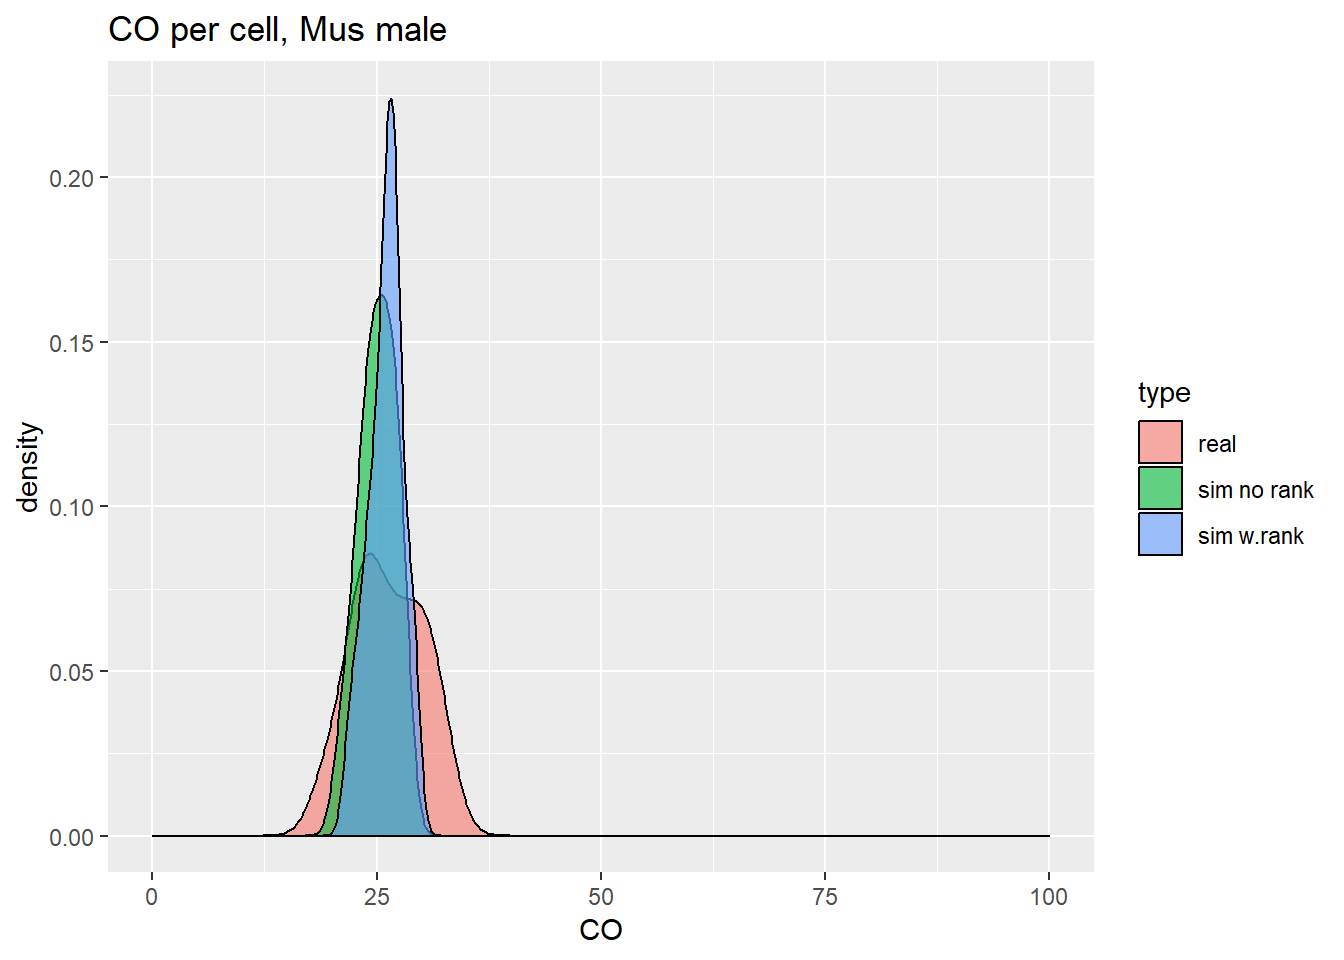 CO per cell, Mus male
density
0.20
0.15
0.10
0.05
0.00
0 25 50 75 100
CO
type
real
sim no rank
sim w.rank